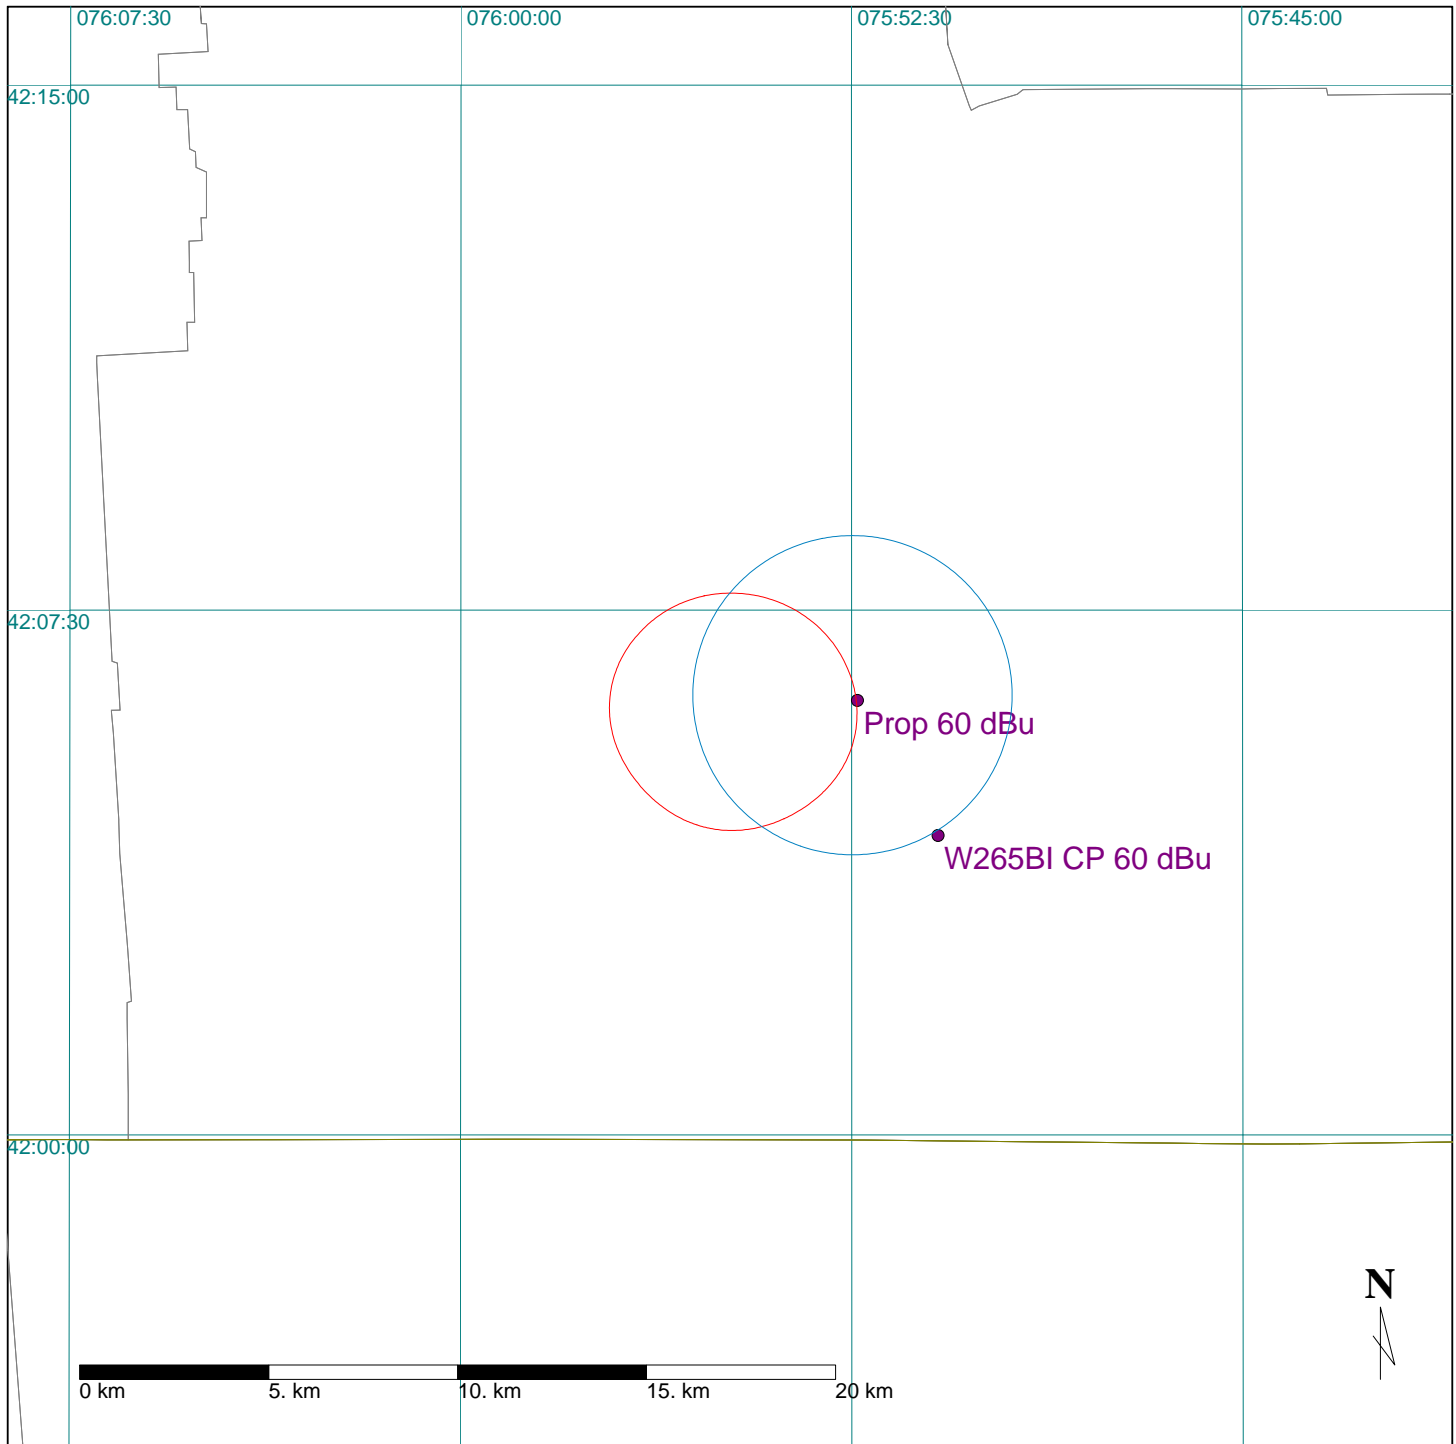 076:07:30
076:00:00
075:52:30
075:45:00
42:15:00
42:07:30
Prop 60 dBu
W265BI CP 60 dBu
42:00:00
N
0 km
5. km
10. km
15. km
20 km